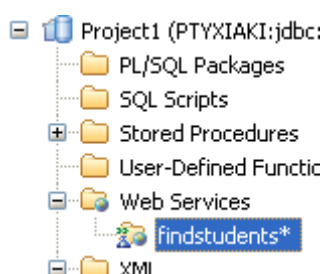 Project1 (PTYXIAKI:jdbc:
PL/SQL Packages
SQL Scripts
Stored Procedures
User-Defined Functio
Web Services
findstudents*
XML